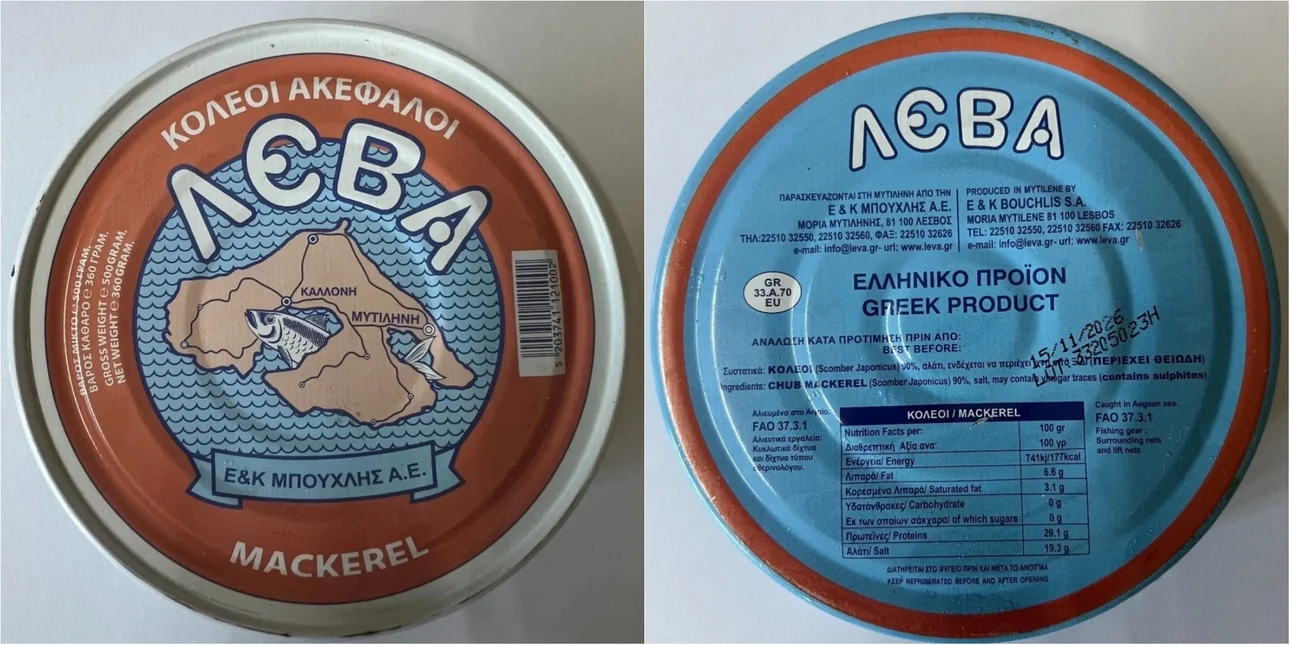 ΚΟΛΕΟΙ ΑΚΕΦΑΛΟΙ
ΛΕΒΑ
ΒΑΡΟΣ ΜΙΚΤΟ ℮ 500 ΓΡΑΜ.
ΒΑΡΟΣ ΚΑΘΑΡΟ ℮ 360 ΓΡΑΜ.
GROSS WEIGHT ℮ 500 GRAM.
NET WEIGHT ℮ 360 GRAM.
ΚΑΛΛΟΝΗ
ΜΥΤΙΛΗΝΗ
5 203741 121002
Ε&Κ ΜΠΟΥΧΛΗΣ Α.Ε.
MACKEREL
ΛΕΒΑ
ΠΑΡΑΣΚΕΥΑΖΟΝΤΑΙ ΣΤΗ ΜΥΤΙΛΗΝΗ ΑΠΟ ΤΗΝ
Ε & Κ ΜΠΟΥΧΛΗΣ Α.Ε.
ΜΟΡΙΑ ΜΥΤΙΛΗΝΗΣ, 81 100 ΛΕΣΒΟΣ
ΤΗΛ:22510 32550, 22510 32560, ΦΑΞ: 22510 32626
e-mail: info@leva.gr- url: www.leva.gr
PRODUCED IN MYTILENE BY
E & K BOUCHLIS S.A.
MORIA MYTILENE 81 100 LESBOS
TEL: 22510 32550, 22510 32560 FAX: 22510 32626
e-mail: info@leva.gr- url: www.leva.gr
GR
33.A.70
EU
ΕΛΛΗΝΙΚΟ ΠΡΟΪΟΝ
GREEK PRODUCT
ΑΝΑΛΩΣΗ ΚΑΤΑ ΠΡΟΤΙΜΗΣΗ ΠΡΙΝ ΑΠΟ:
BEST BEFORE:
15/11/2026
Συστατικά: ΚΟΛΕΟΙ (Scomber Japonicus) 90%, αλάτι, ενδέχεται να περιέχει (ΠΕΡΙΕΧΕΙ ΘΕΙΩΔΗ)
Ingredients: CHUB MACKEREL (Scomber Japonicus) 90%, salt, may contain vinegar traces (contains sulphites)
Αλιευμένα στο Αιγαίο.
FAO 37.3.1
Αλιευτικά εργαλεία:
Κυκλωτικά δίχτυα
και δίχτυα τύπου
αθερινολόγου.
ΚΟΛΕΟΙ / MACKEREL
Nutrition Facts per: 100 gr
Διαθρεπτική Αξία ανα: 100 γρ
Ενέργεια/ Energy 741kj/177kcal
Λιπαρά/ Fat 6.6 g
Κορεσμένα Λιπαρά/ Saturated fat 3.1 g
Υδατάνθρακες/ Carbohydrate 0 g
Εκ των οποίων σάκχαρα/ of which sugars 0 g
Πρωτεΐνες/ Proteins 29.1 g
Αλάτι/ Salt 19.3 g
Caught in Aegean sea.
FAO 37.3.1
Fishing gear :
Surrounding nets
and lift nets
ΔΙΑΤΗΡΕΙΤΑΙ ΣΤΟ ΨΥΓΕΙΟ ΠΡΙΝ ΚΑΙ ΜΕΤΑ ΤΟ ΑΝΟΙΓΜΑ
KEEP REFRIGERATED BEFORE AND AFTER OPENING